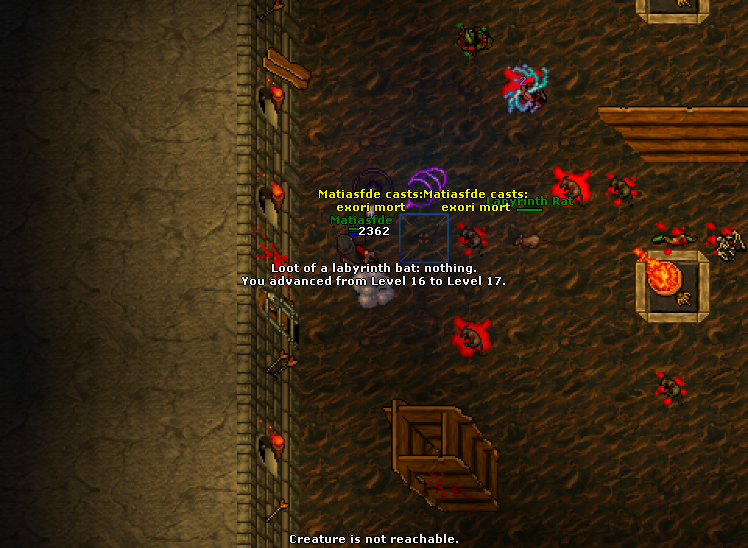 2
Matiasfde casts:Matiasfde casts:
exori mort exori mort
Labyrinth Rat
Matiasfde
2362
Loot of a labyrinth bat: nothing.
You advanced from Level 16 to Level 17.
Creature is not reachable.